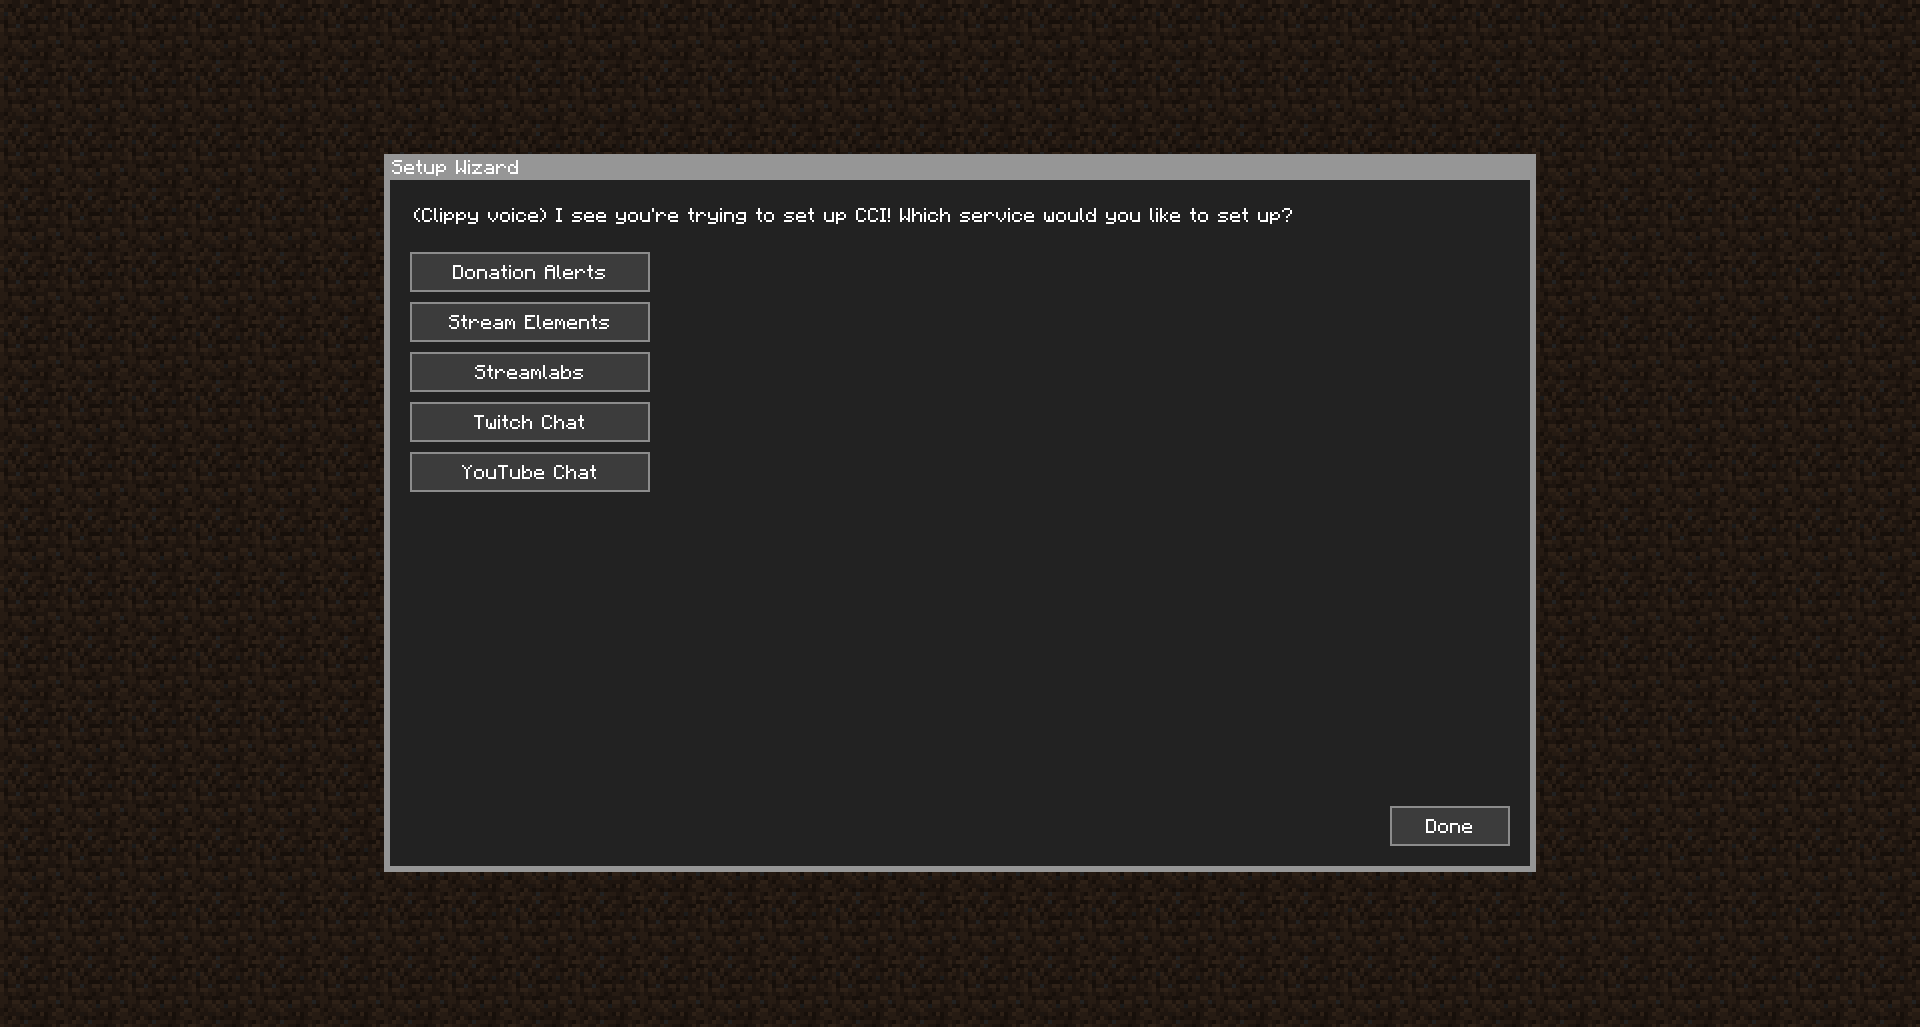 Setup Wizard
(Clippy voice) I see you're trying to set up CCI! Which service would you like to set up?
Donation Alerts
Stream Elements
Streamlabs
Twitch Chat
YouTube Chat
Done